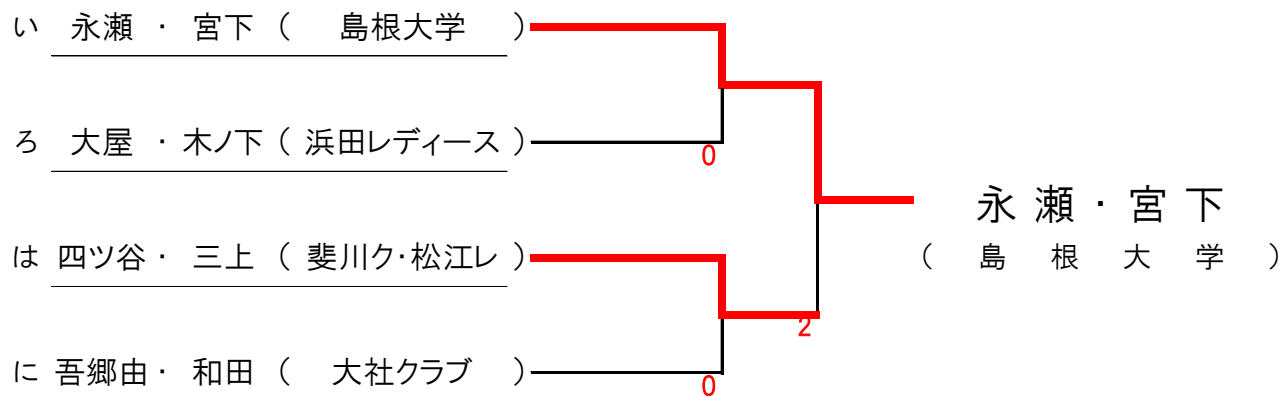 い 永瀬 ・ 宮下 ( 島根大学 )
ろ 大屋 ・ 木ノ下 ( 浜田レディース )
0
永瀬・宮下
( 島根大学 )
は 四ツ谷・ 三上 ( 斐川ク・松江レ )
2
に 吾郷由・ 和田 ( 大社クラブ )
0